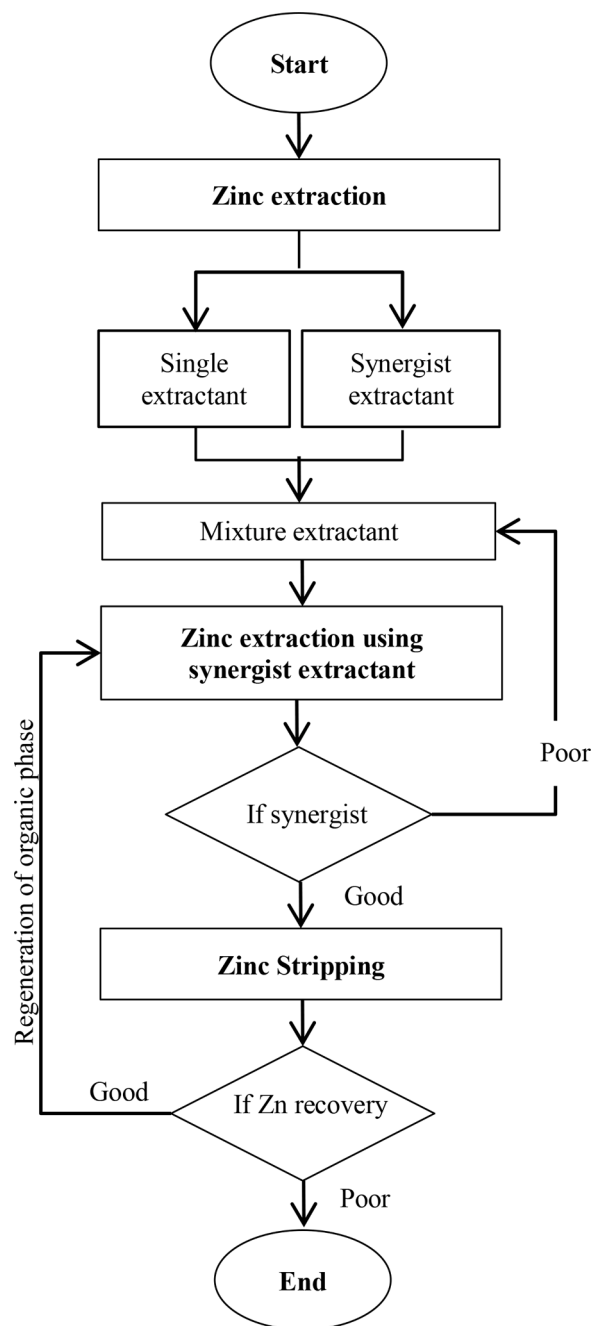 Start
Zinc extraction
Single
extractant
Synergist
extractant
Mixture extractant
Zinc extraction using
synergist extractant
Regeneration of organic phase
Poor
If synergist
Good
Zinc Stripping
Good
If Zn recovery
Poor
End